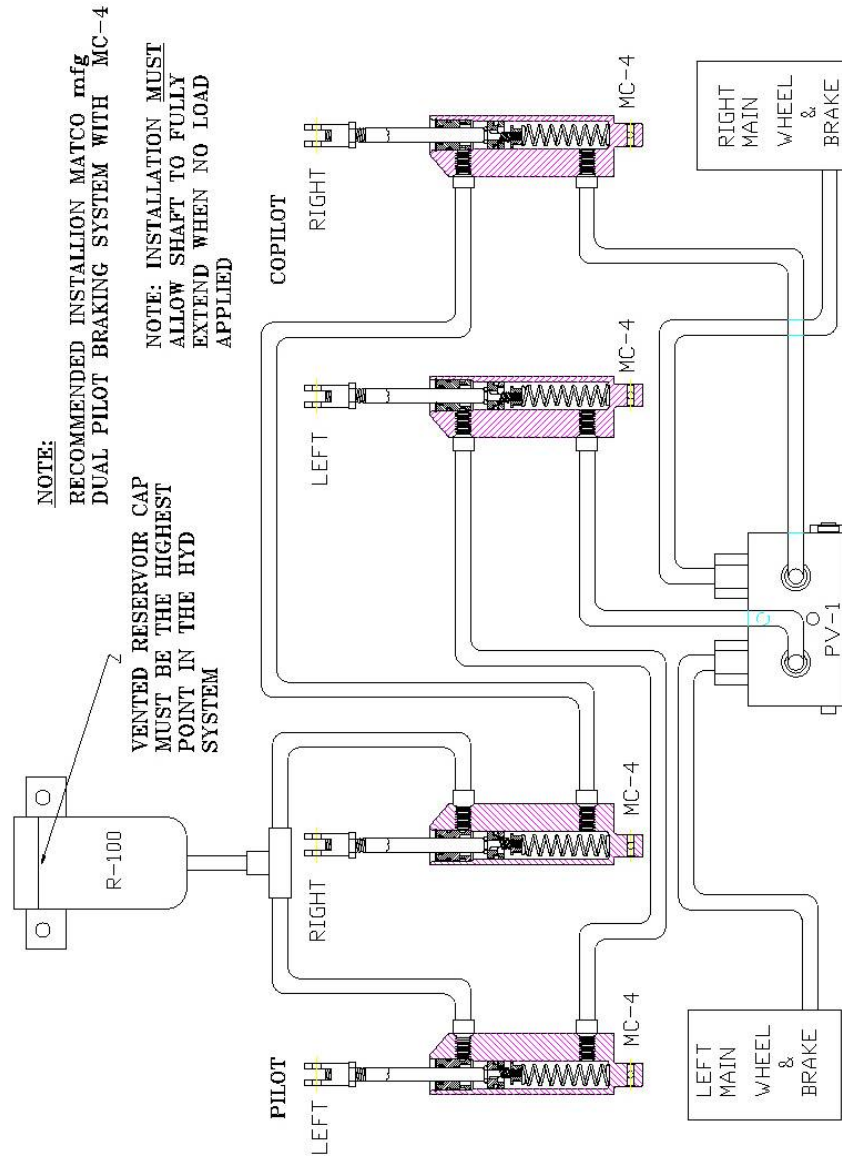 NOTE:
RECOMMENDED INSTALLION MATCO mfg
DUAL PILOT BRAKING SYSTEM WITH MC-4
NOTE: INSTALLATION MUST
ALLOW SHAFT TO FULLY
EXTEND WHEN NO LOAD
APPLIED
VENTED RESERVOIR CAP
MUST BE THE HIGHEST
POINT IN THE HYD
SYSTEM
R-100
PILOT
LEFT
MC-4
RIGHT
MC-4
COPILOT
LEFT
MC-4
RIGHT
MC-4
LEFT
MAIN
WHEEL
&
BRAKE
PV-1
RIGHT
MAIN
WHEEL
&
BRAKE